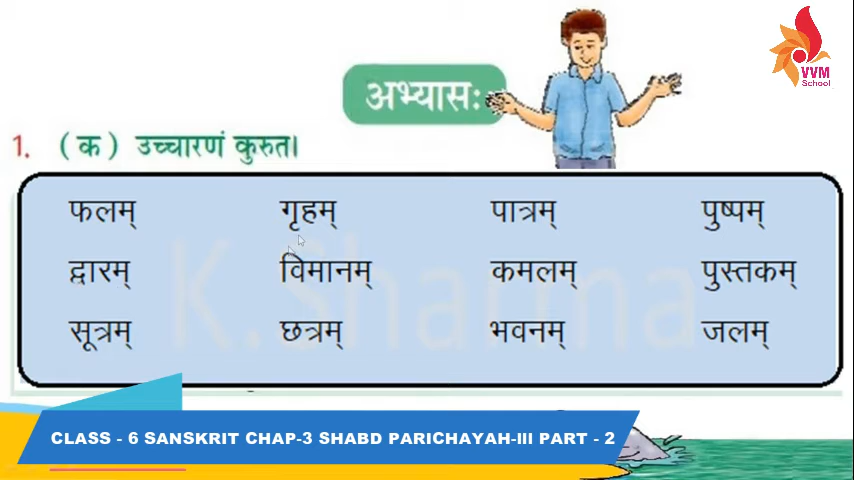 VVM
School
अभ्यासः
1. (क) उच्चारणं कुरुत।
फलम् गृहम् पात्रम् पुष्पम्
द्वारम् विमानम् कमलम् पुस्तकम्
सूत्रम् छत्रम् भवनम् जलम्
K.Sharma
CLASS - 6 SANSKRIT CHAP-3 SHABD PARICHAYAH-III PART - 2